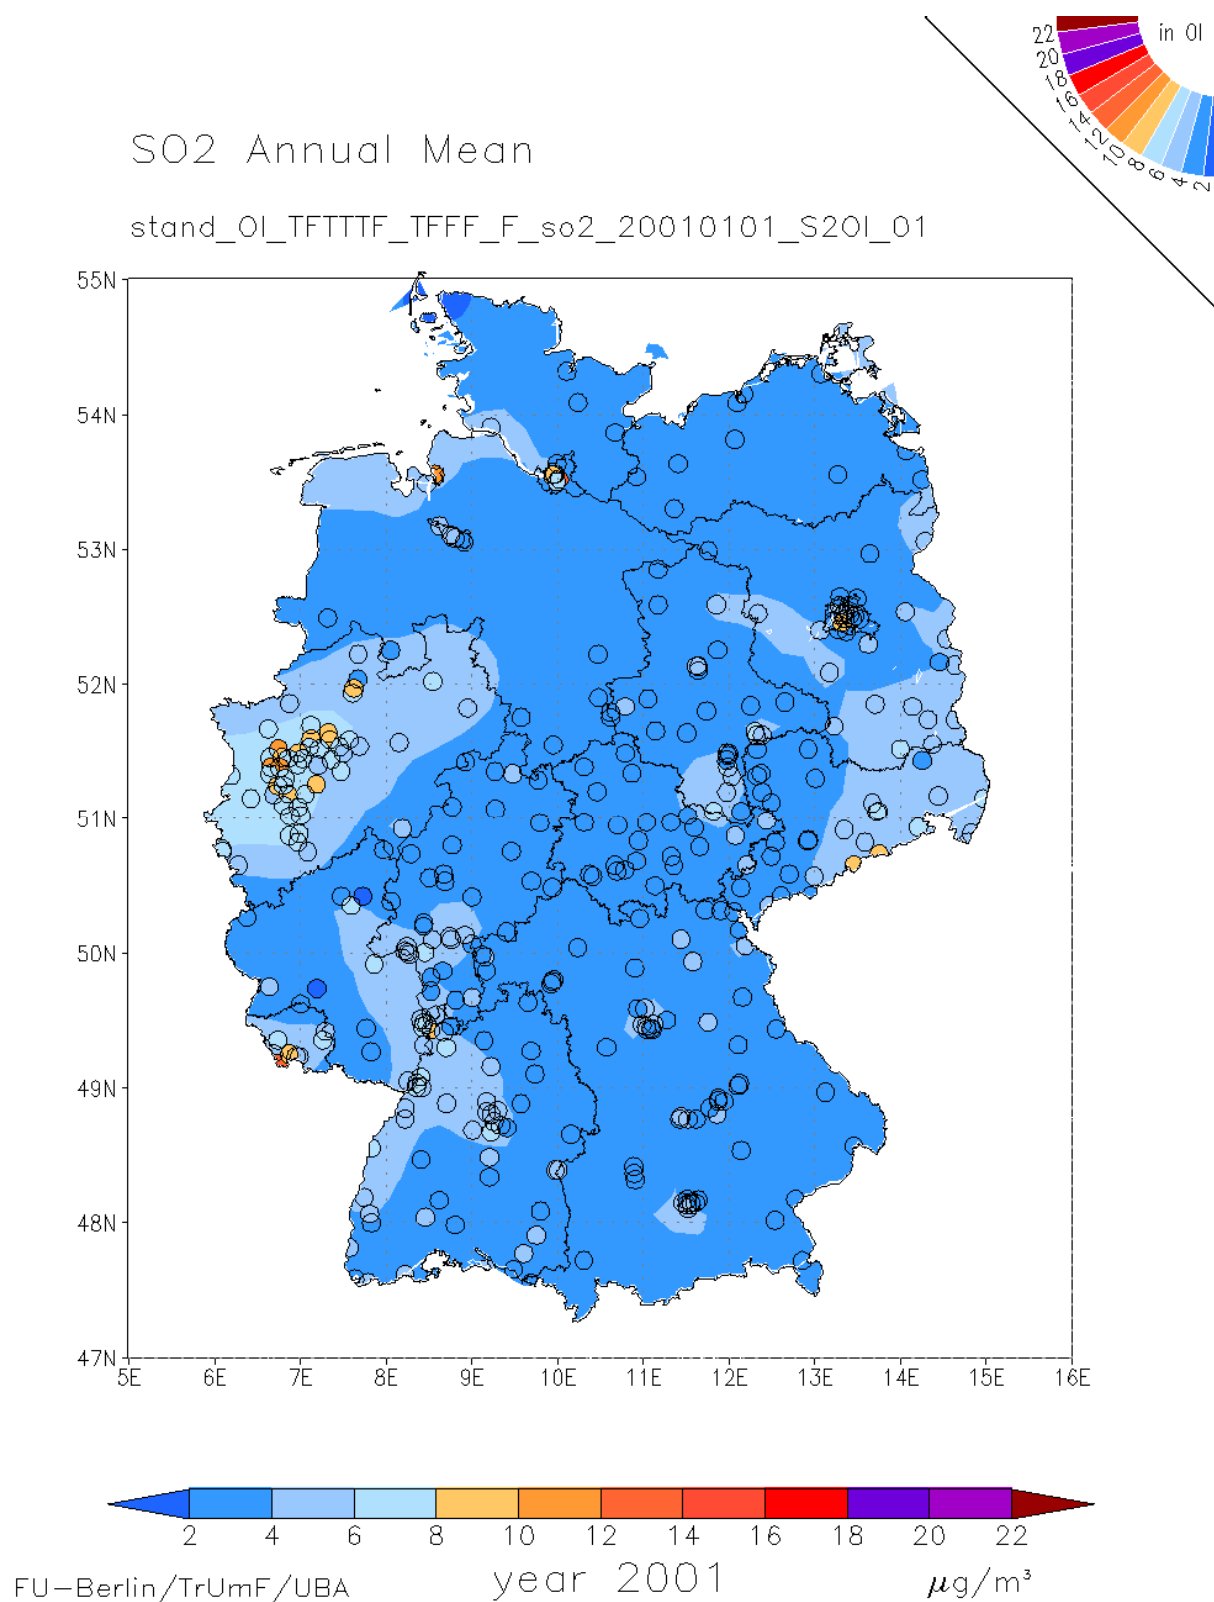 in OI
22
20
18
16
14
12
10
8
6
4
2
SO2 Annual Mean
stand_OI_TFTTTF_TFFF_F_so2_20010101_S2OI_01
55N
54N
53N
52N
51N
50N
49N
48N
47N
5E 6E 7E 8E 9E 10E 11E 12E 13E 14E 15E 16E
2 4 6 8 10 12 14 16 18 20 22
FU-Berlin/TrUmF/UBA year 2001 μg/m³